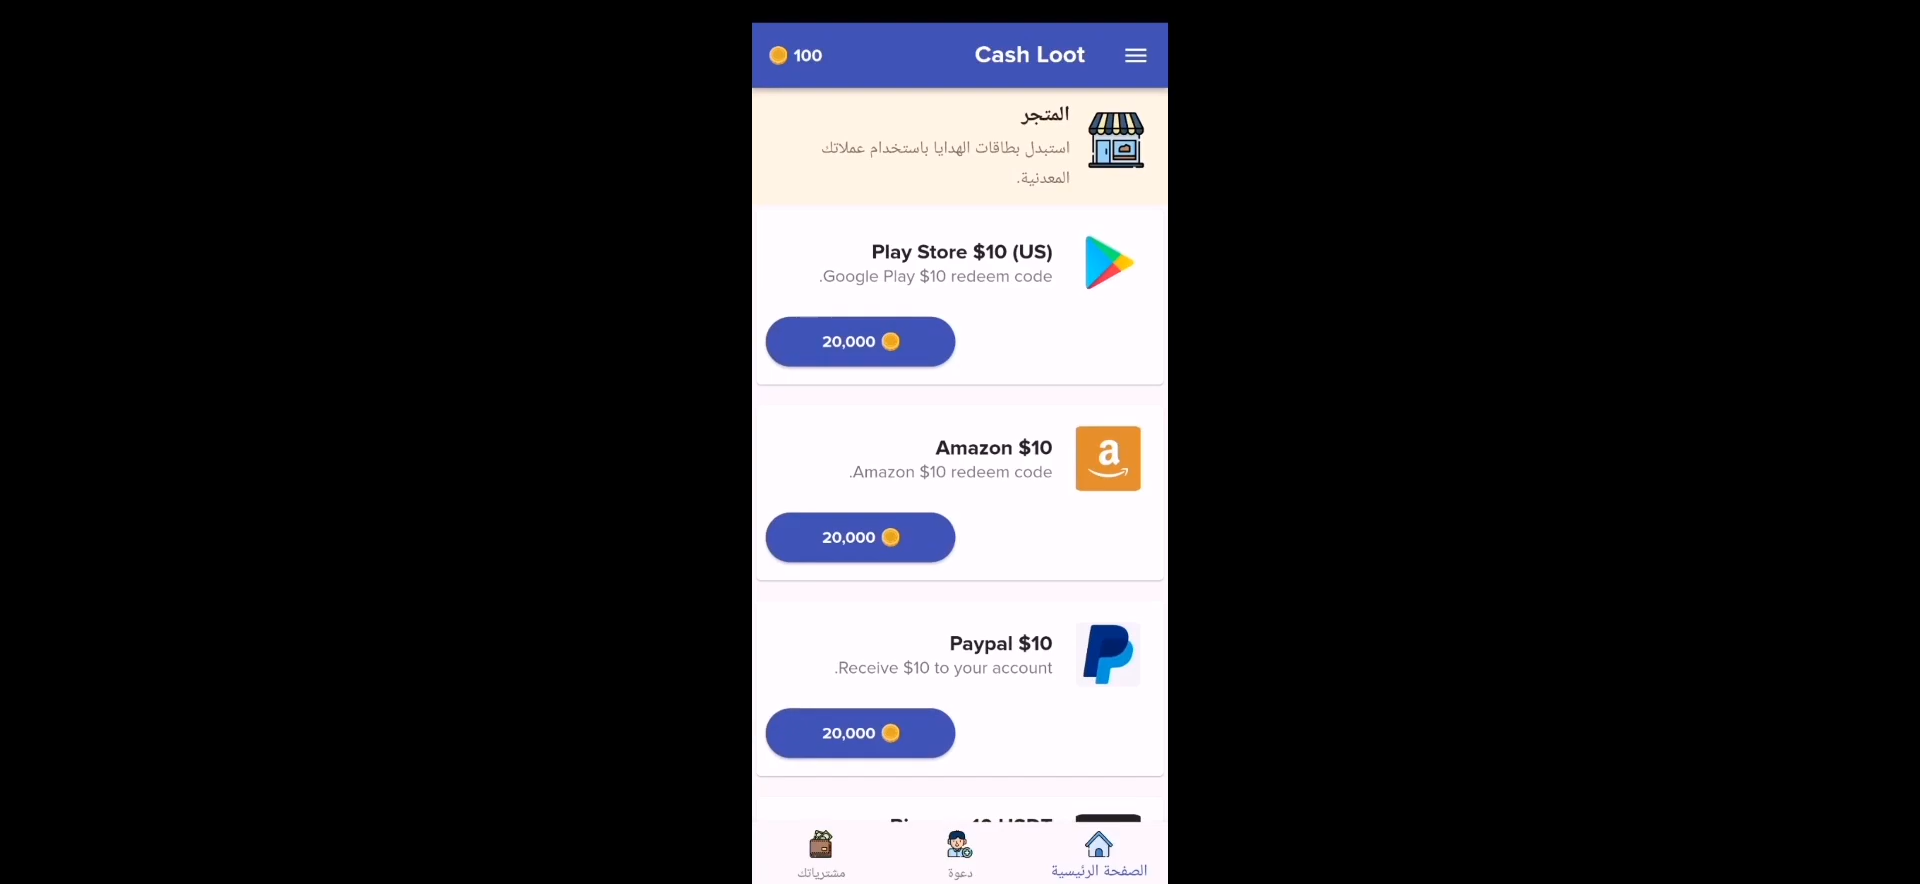 100
Cash Loot
المتجر
استبدل بطاقات الهدايا باستخدام عملاتك
المعدنية.
Play Store $10 (US)
.Google Play $10 redeem code
20,000
Amazon $10
.Amazon $10 redeem code
20,000
Paypal $10
.Receive $10 to your account
20,000
10 USDT
الصفحة الرئيسية
دعوة
مشترياتك